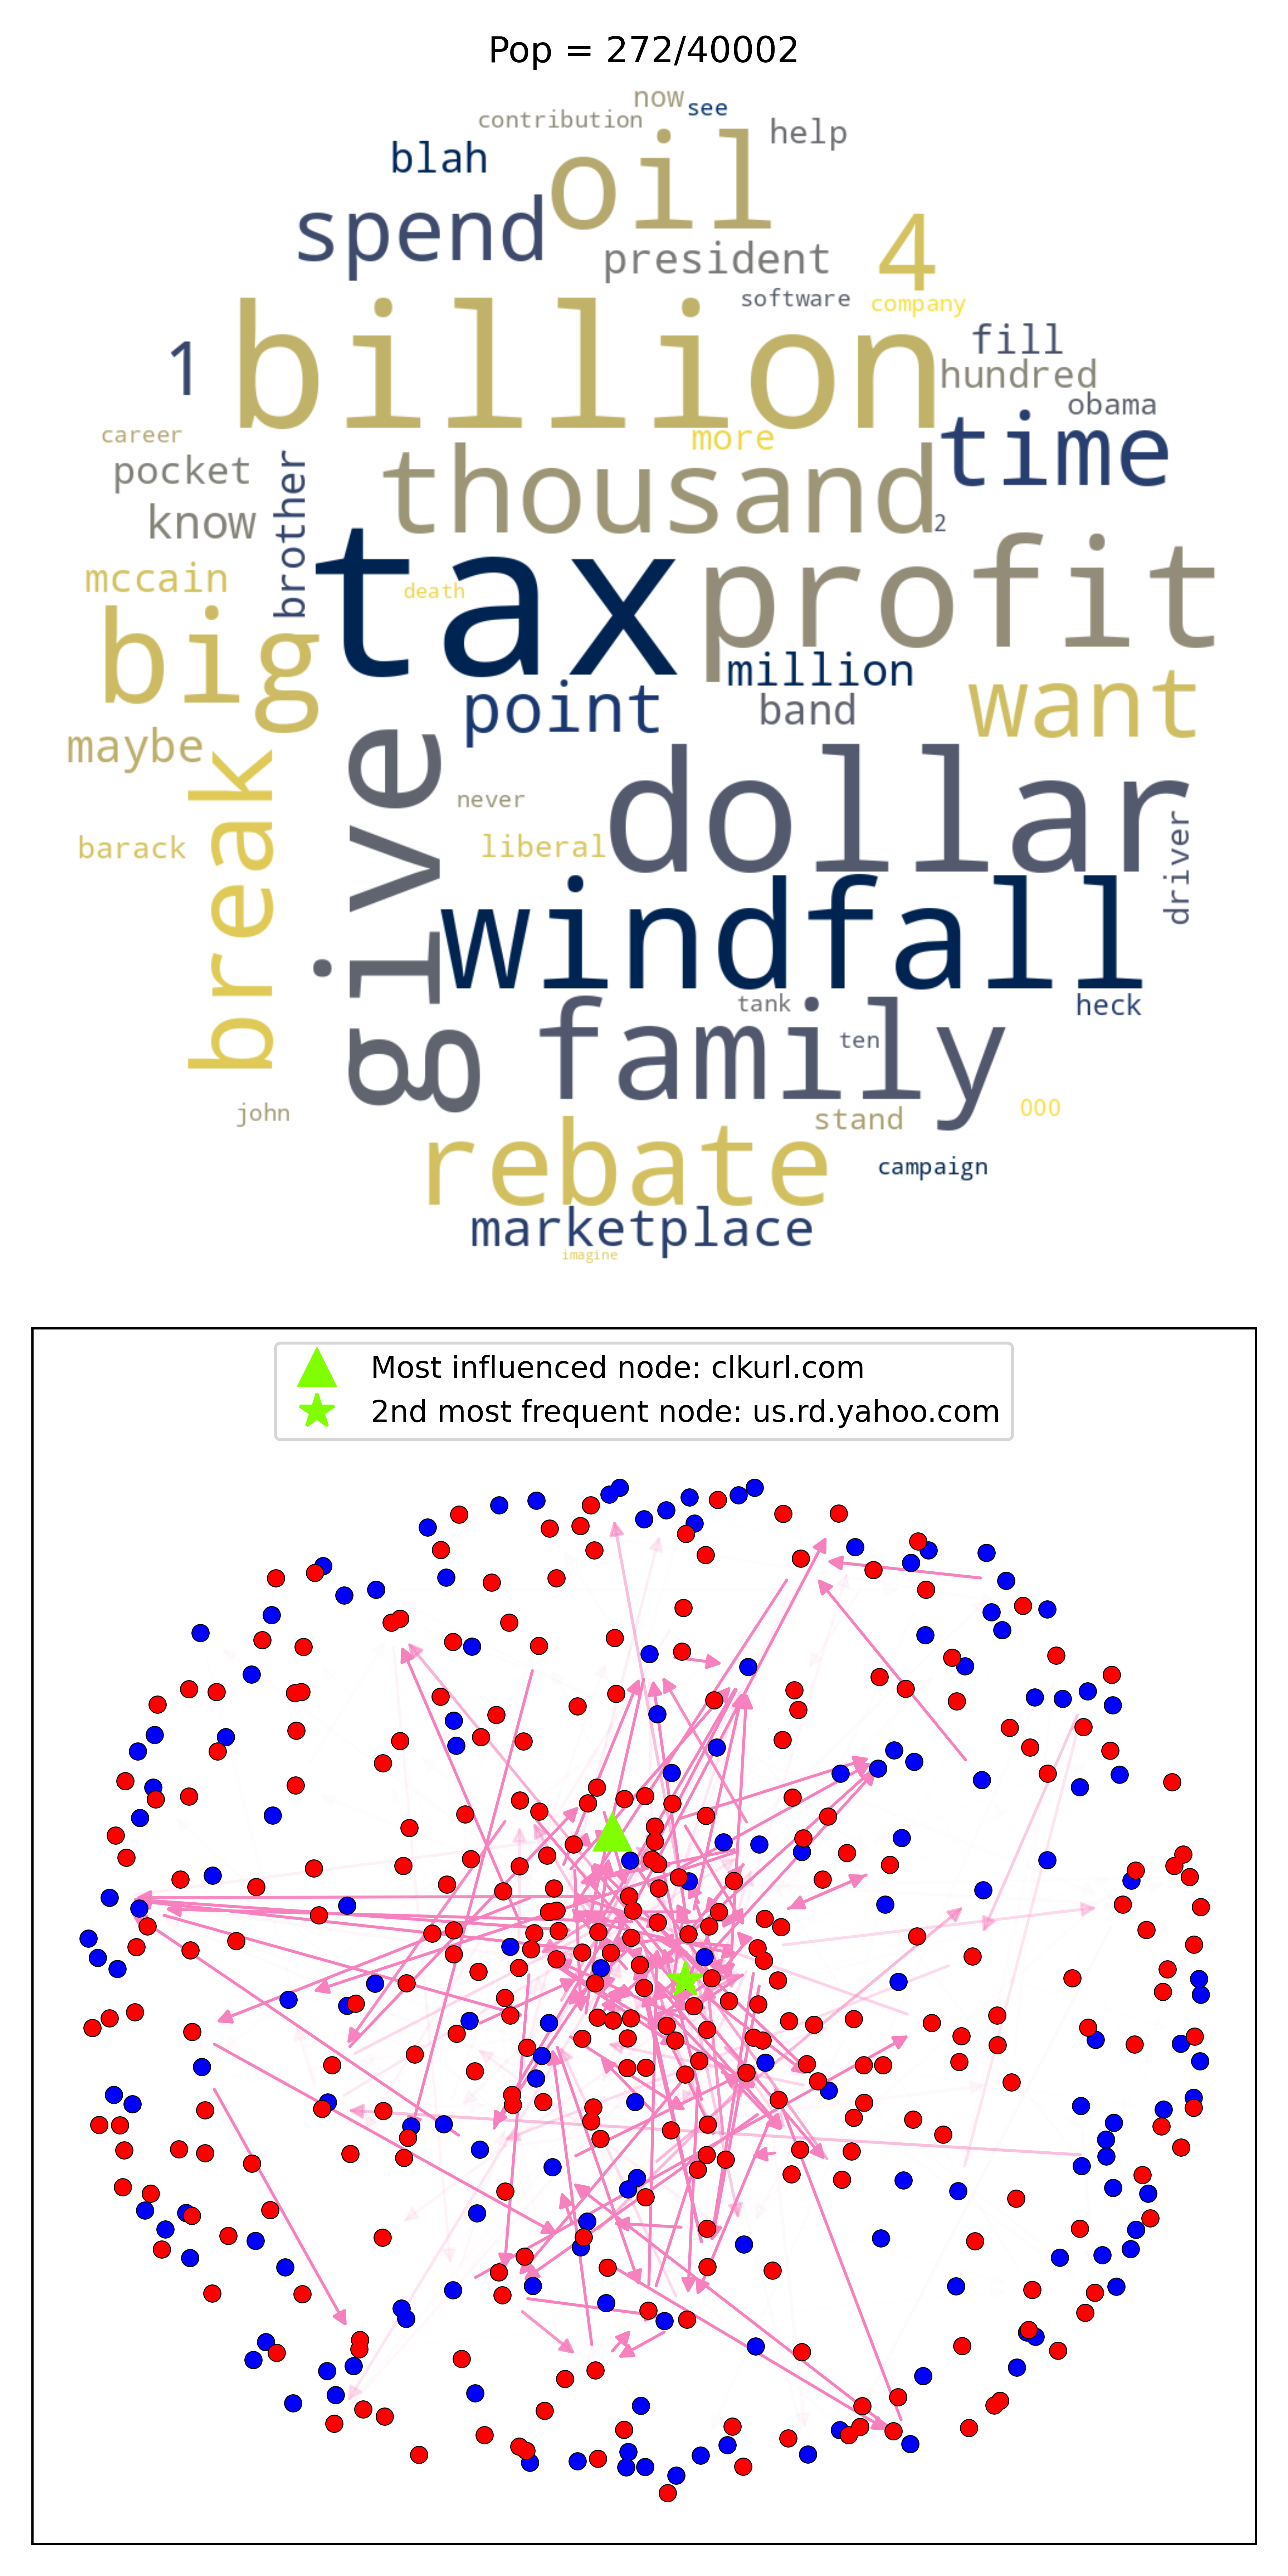 Pop = 272/40002
now
see
contribution
help
blah
oil
spend
4
president
software
company
billion
1
fill
hundred
obama
career
more
time
pocket
brother
thousand
know
2
tax
profit
mccain
death
big
million
want
point
band
maybe
break
give
dollar
never
barack
liberal
driver
windfall
tank
heck
family
ten
john
000
stand
rebate
campaign
marketplace
imagine
Most influenced node: clkurl.com
2nd most frequent node: us.rd.yahoo.com